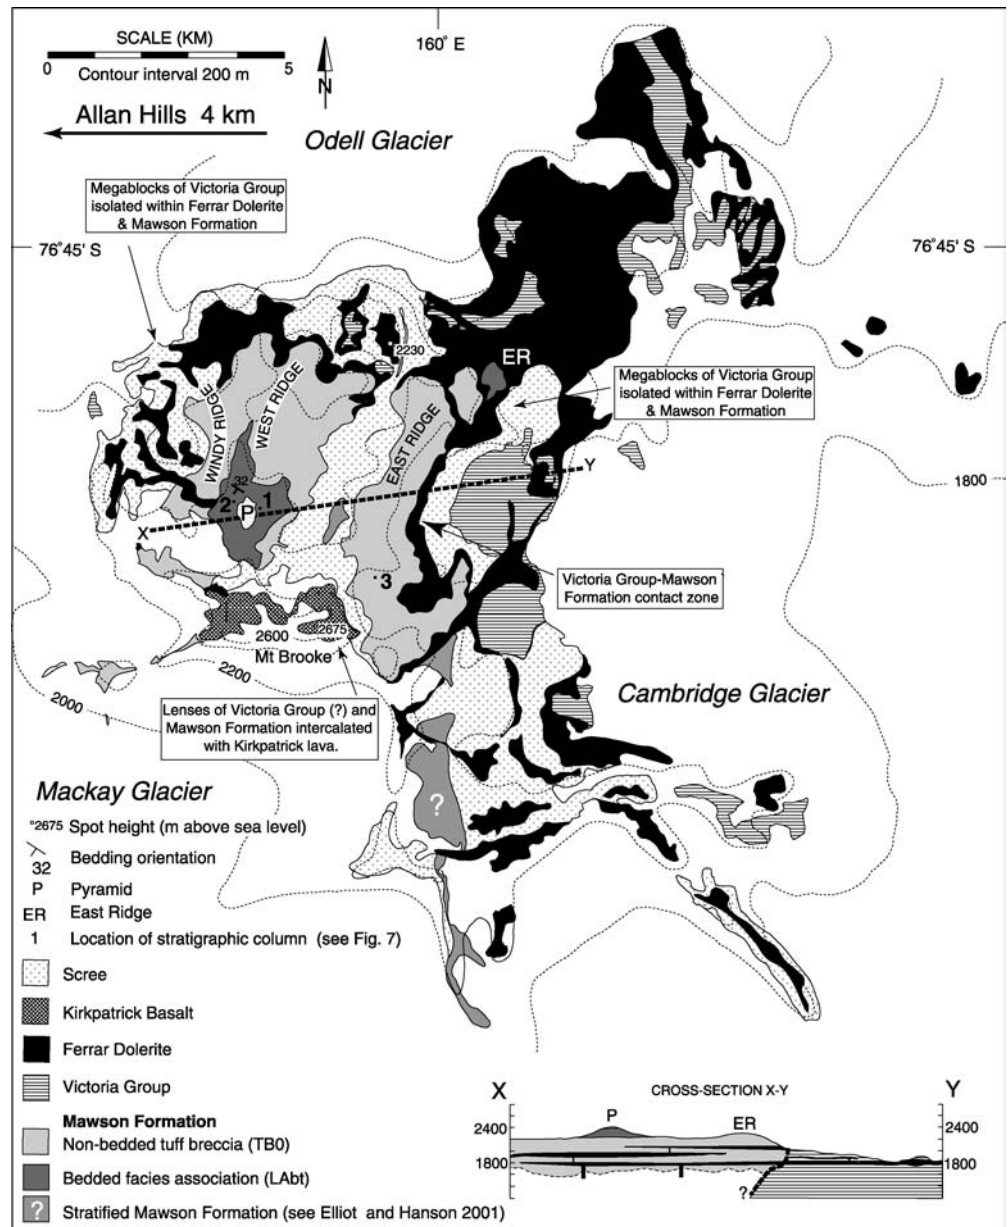 SCALE (KM)
0 5
Contour interval 200 m
Allan Hills 4 km
N
160° E
Odell Glacier
Megablocks of Victoria Group
isolated within Ferrar Dolerite
& Mawson Formation
76°45' S
76°45' S
2230
ER
WINDY RIDGE
WEST RIDGE
EAST RIDGE
Megablocks of Victoria Group
isolated within Ferrar Dolerite
& Mawson Formation
1800
32
2
P
1
X
Y
3
Victoria Group-Mawson
Formation contact zone
2600
2675
Mt Brooke
2200
2000
Lenses of Victoria Group (?) and
Mawson Formation intercalated
with Kirkpatrick lava.
Cambridge Glacier
?
Mackay Glacier
°2675 Spot height (m above sea level)
32 Bedding orientation
P Pyramid
ER East Ridge
1 Location of stratigraphic column (see Fig. 7)
Scree
Kirkpatrick Basalt
Ferrar Dolerite
Victoria Group
Mawson Formation
Non-bedded tuff breccia (TB0)
Bedded facies association (LAbt)
? Stratified Mawson Formation (see Elliot and Hanson 2001)
X CROSS-SECTION X-Y Y
P ER
2400 2400
1800 1800
?